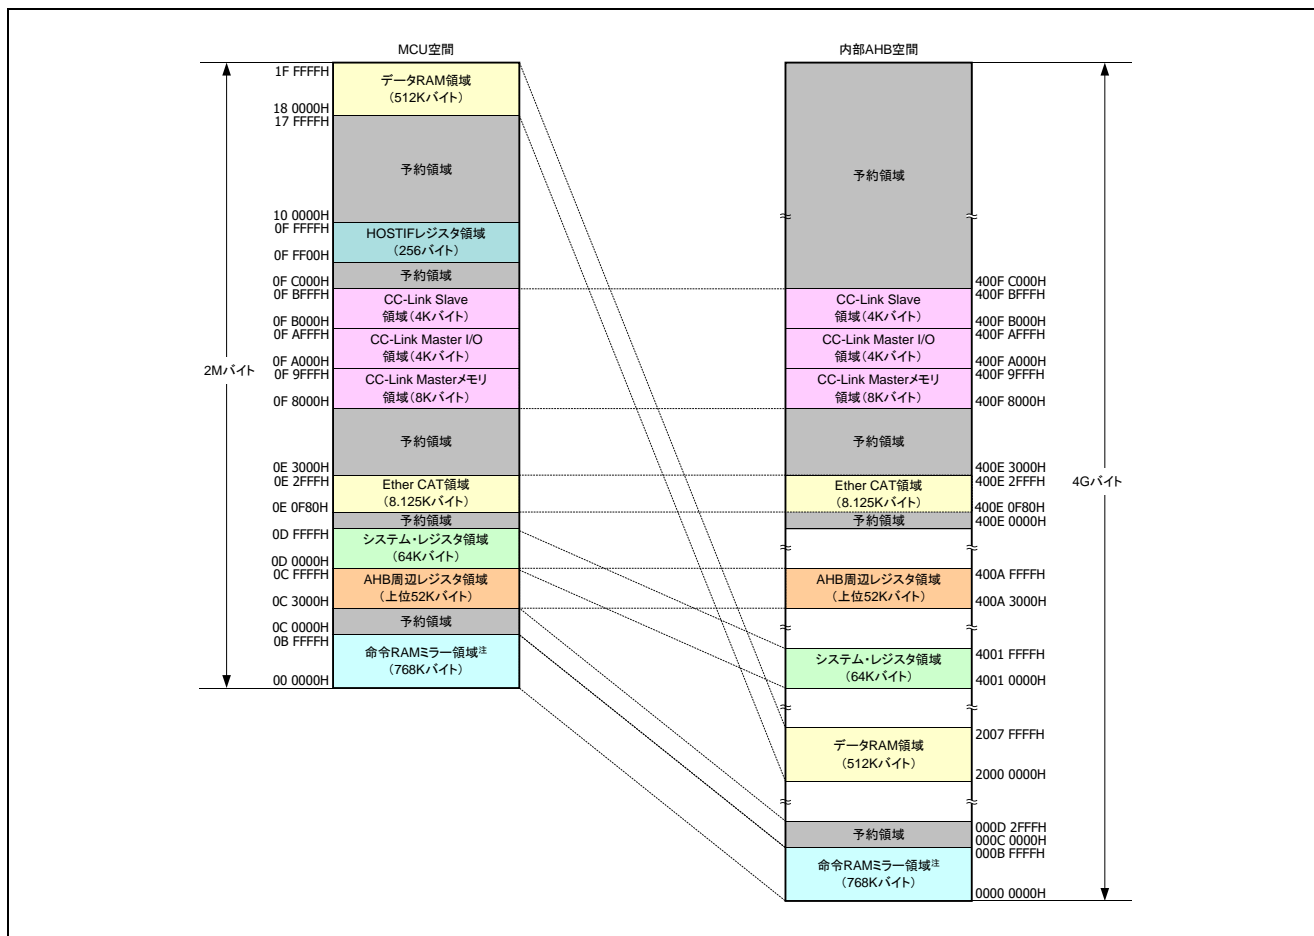 MCU空間
内部AHB空間
2Mバイト
1F FFFFH
18 0000H
17 FFFFH
10 0000H
0F FFFFH
0F FF00H
0F C000H
0F BFFFH
0F B000H
0F AFFFH
0F A000H
0F 9FFFH
0F 8000H
0E 3000H
0E 2FFFH
0E 0F80H
0D FFFFH
0D 0000H
0C FFFFH
0C 3000H
0C 0000H
0B FFFFH
00 0000H
データRAM領域
(512Kバイト)
予約領域
HOSTIFレジスタ領域
(256バイト)
予約領域
CC-Link Slave
領域(4Kバイト)
CC-Link Master I/O
領域(4Kバイト)
CC-Link Masterメモリ
領域(8Kバイト)
予約領域
Ether CAT領域
(8.125Kバイト)
予約領域
システム・レジスタ領域
(64Kバイト)
AHB周辺レジスタ領域
(上位52Kバイト)
予約領域
命令RAMミラー領域注
(768Kバイト)
予約領域
CC-Link Slave
領域(4Kバイト)
CC-Link Master I/O
領域(4Kバイト)
CC-Link Masterメモリ
領域(8Kバイト)
予約領域
Ether CAT領域
(8.125Kバイト)
予約領域
AHB周辺レジスタ領域
(上位52Kバイト)
システム・レジスタ領域
(64Kバイト)
データRAM領域
(512Kバイト)
予約領域
命令RAMミラー領域注
(768Kバイト)
400F C000H
400F BFFFH
400F B000H
400F AFFFH
400F A000H
400F 9FFFH
400F 8000H
400E 3000H
400E 2FFFH
400E 0F80H
400E 0000H
400A FFFFH
400A 3000H
4001 FFFFH
4001 0000H
2007 FFFFH
2000 0000H
000D 2FFFH
000C 0000H
000B FFFFH
0000 0000H
4Gバイト